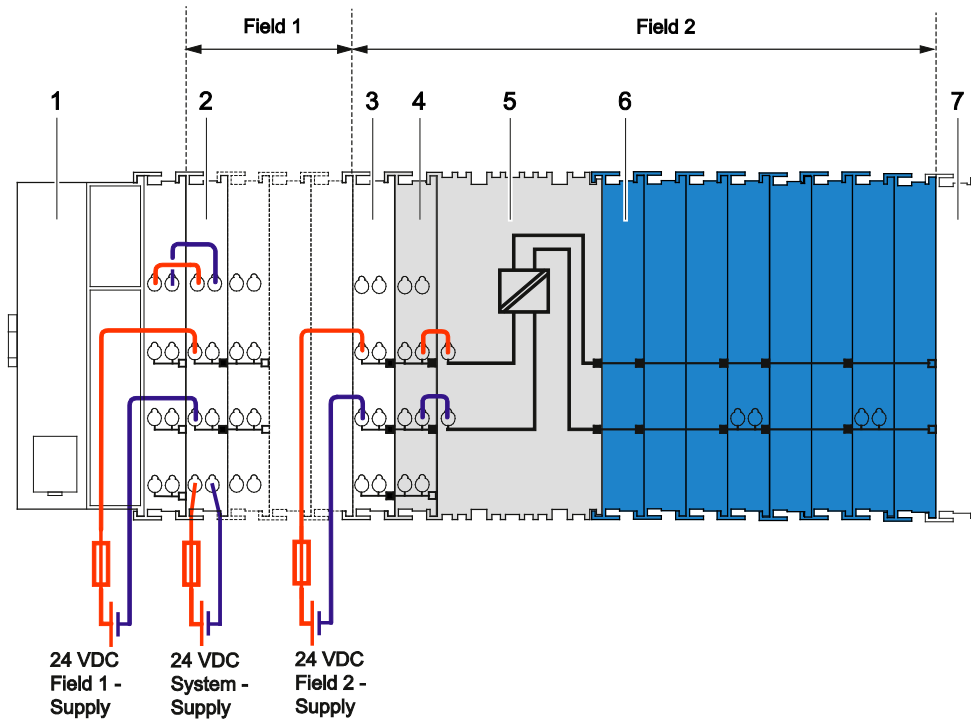 Field 1
Field 2
1
2
3
4
5
6
7
24 VDC
Field 1 -
Supply
24 VDC
System -
Supply
24 VDC
Field 2 -
Supply